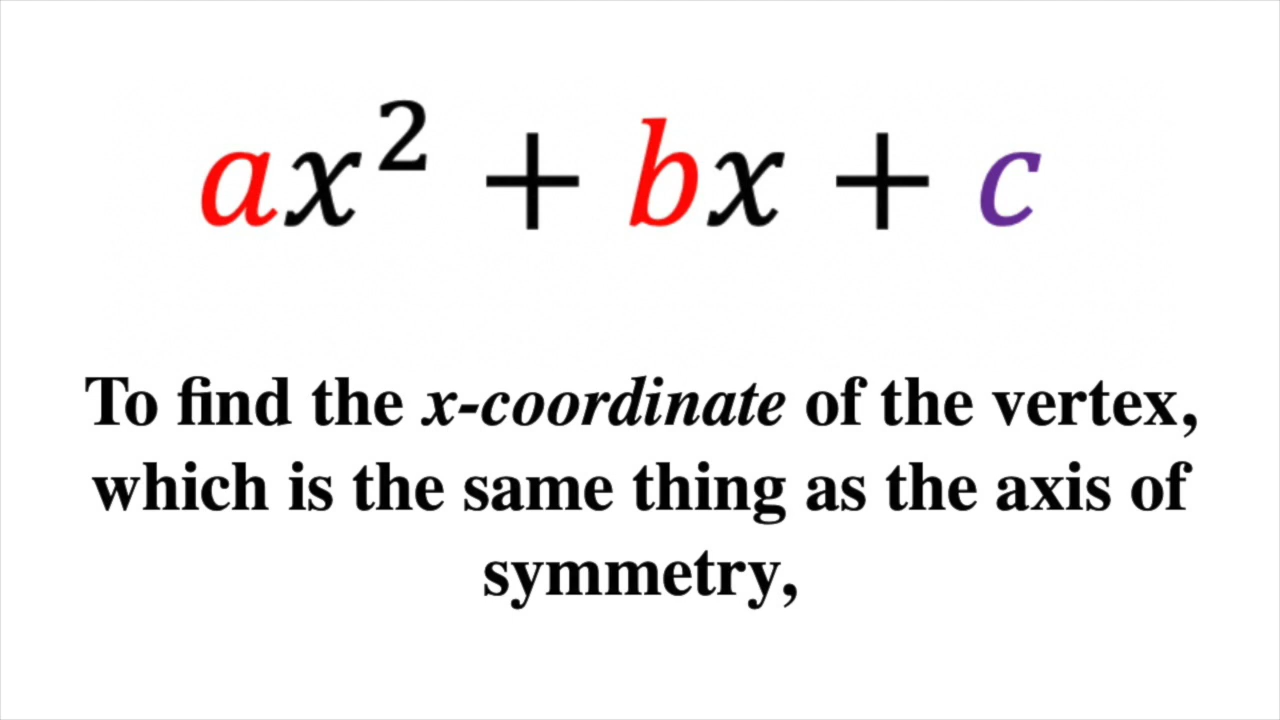 ax² + bx + c
To find the x-coordinate of the vertex,
which is the same thing as the axis of
symmetry,